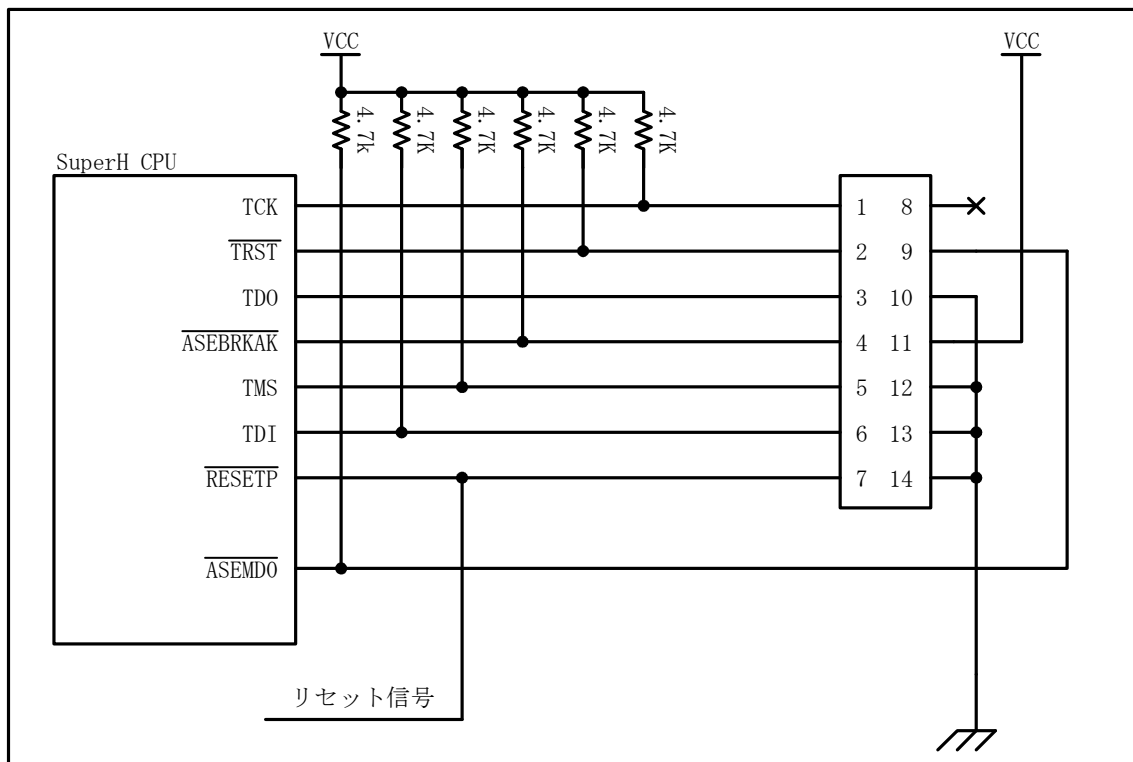 VCC
VCC
4.7k
4.7K
4.7K
4.7K
4.7K
4.7K
SuperH CPU
TCK
1
8
TRST
2
9
TDO
3
10
ASEBRKAK
4
11
TMS
5
12
TDI
6
13
RESETP
7
14
ASEMD0
リセット信号